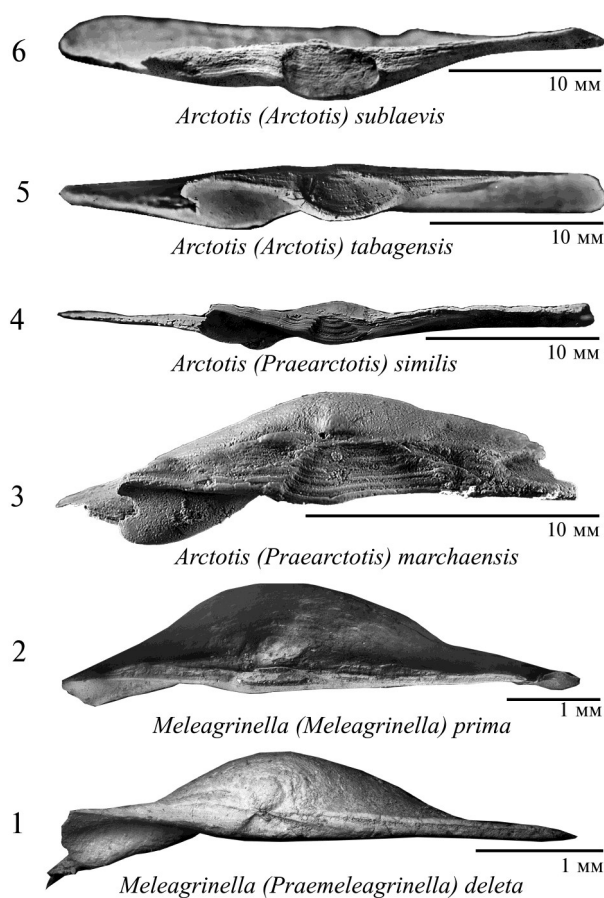 6
10 мм
Arctotis (Arctotis) sublaevis
5
10 мм
Arctotis (Arctotis) tabagensis
4
10 мм
Arctotis (Praearctotis) similis
3
10 мм
Arctotis (Praearctotis) marchaensis
2
1 мм
Meleagrinella (Meleagrinella) prima
1
1 мм
Meleagrinella (Praemeleagrinella) deleta